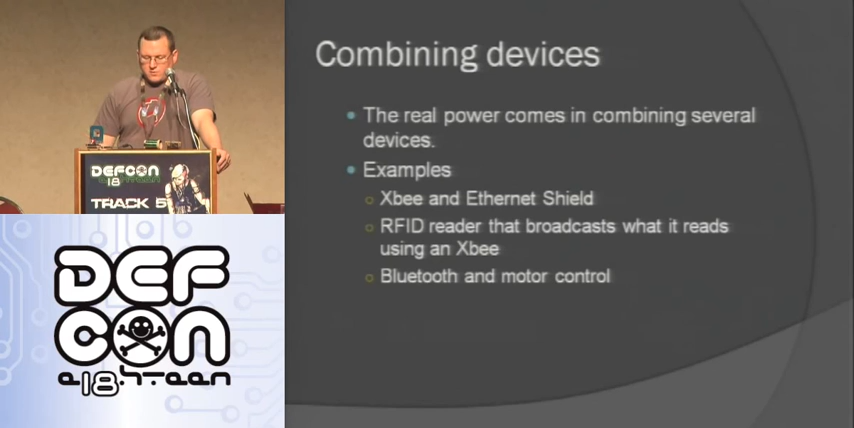 Combining devices
The real power comes in combining several
devices.
Examples
Xbee and Ethernet Shield
RFID reader that broadcasts what it reads
using an Xbee
Bluetooth and motor control
DEFCON
18
TRACK 5
DEF
CON